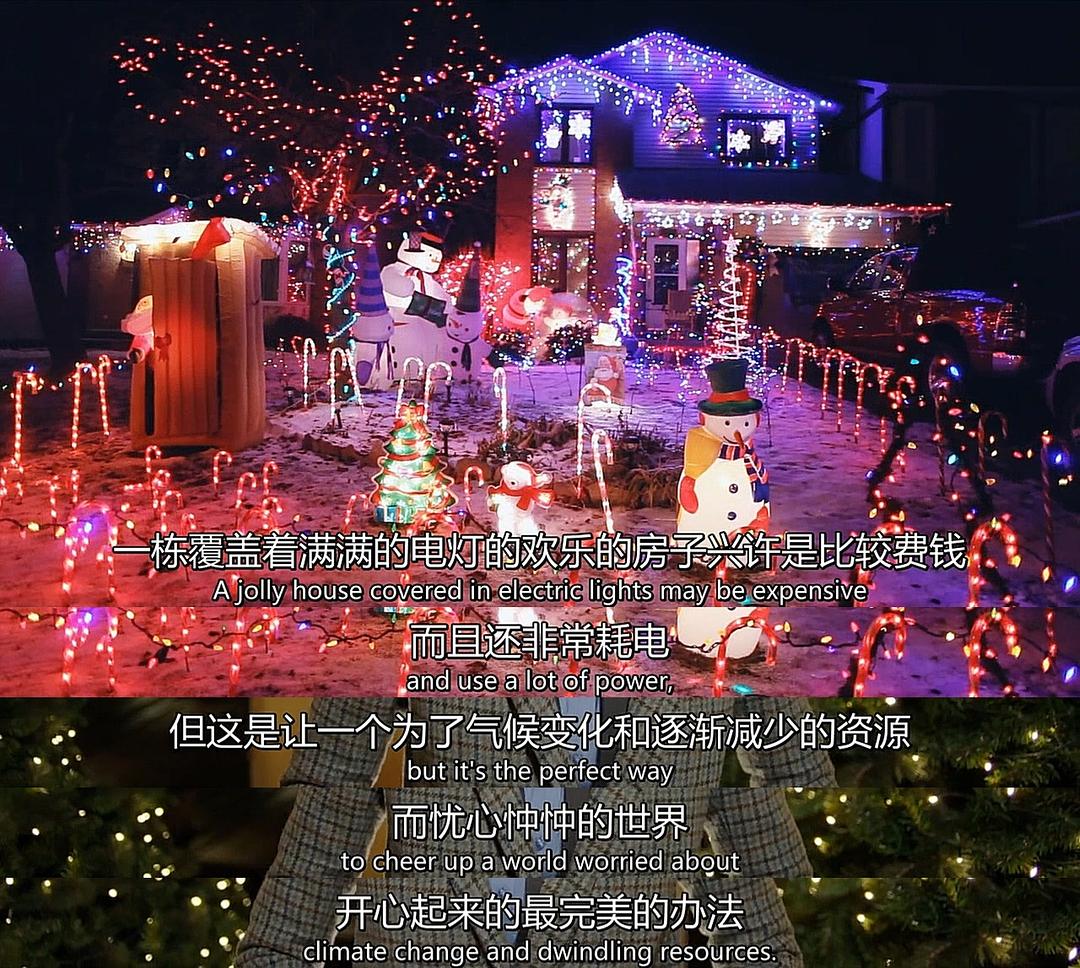 一栋覆盖着满满的电灯的欢乐的房子兴许是比较费钱
A jolly house covered in electric lights may be expensive
而且还非常耗电
and use a lot of power,
但这是让一个为了气候变化和逐渐减少的资源
but it's the perfect way
而忧心忡忡的世界
to cheer up a world worried about
开心起来的最完美的办法
climate change and dwindling resources.